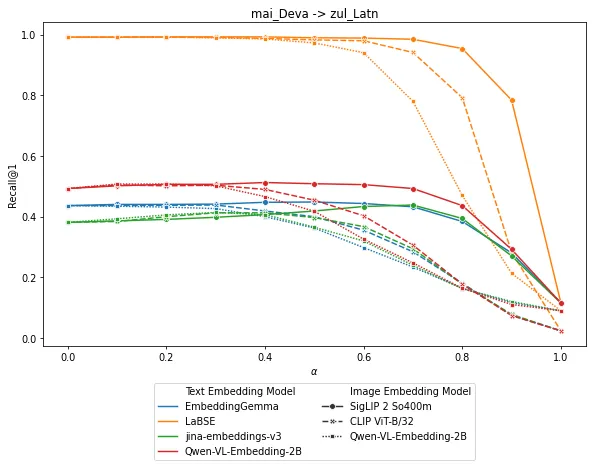 mai_Deva -> zul_Latn
1.0
0.8
0.6
0.4
0.2
0.0
Recall@1
0.0 0.2 0.4 0.6 0.8 1.0
α
Text Embedding Model
EmbeddingGemma
LaBSE
jina-embeddings-v3
Qwen-VL-Embedding-2B
Image Embedding Model
SigLIP 2 So400m
CLIP ViT-B/32
Qwen-VL-Embedding-2B